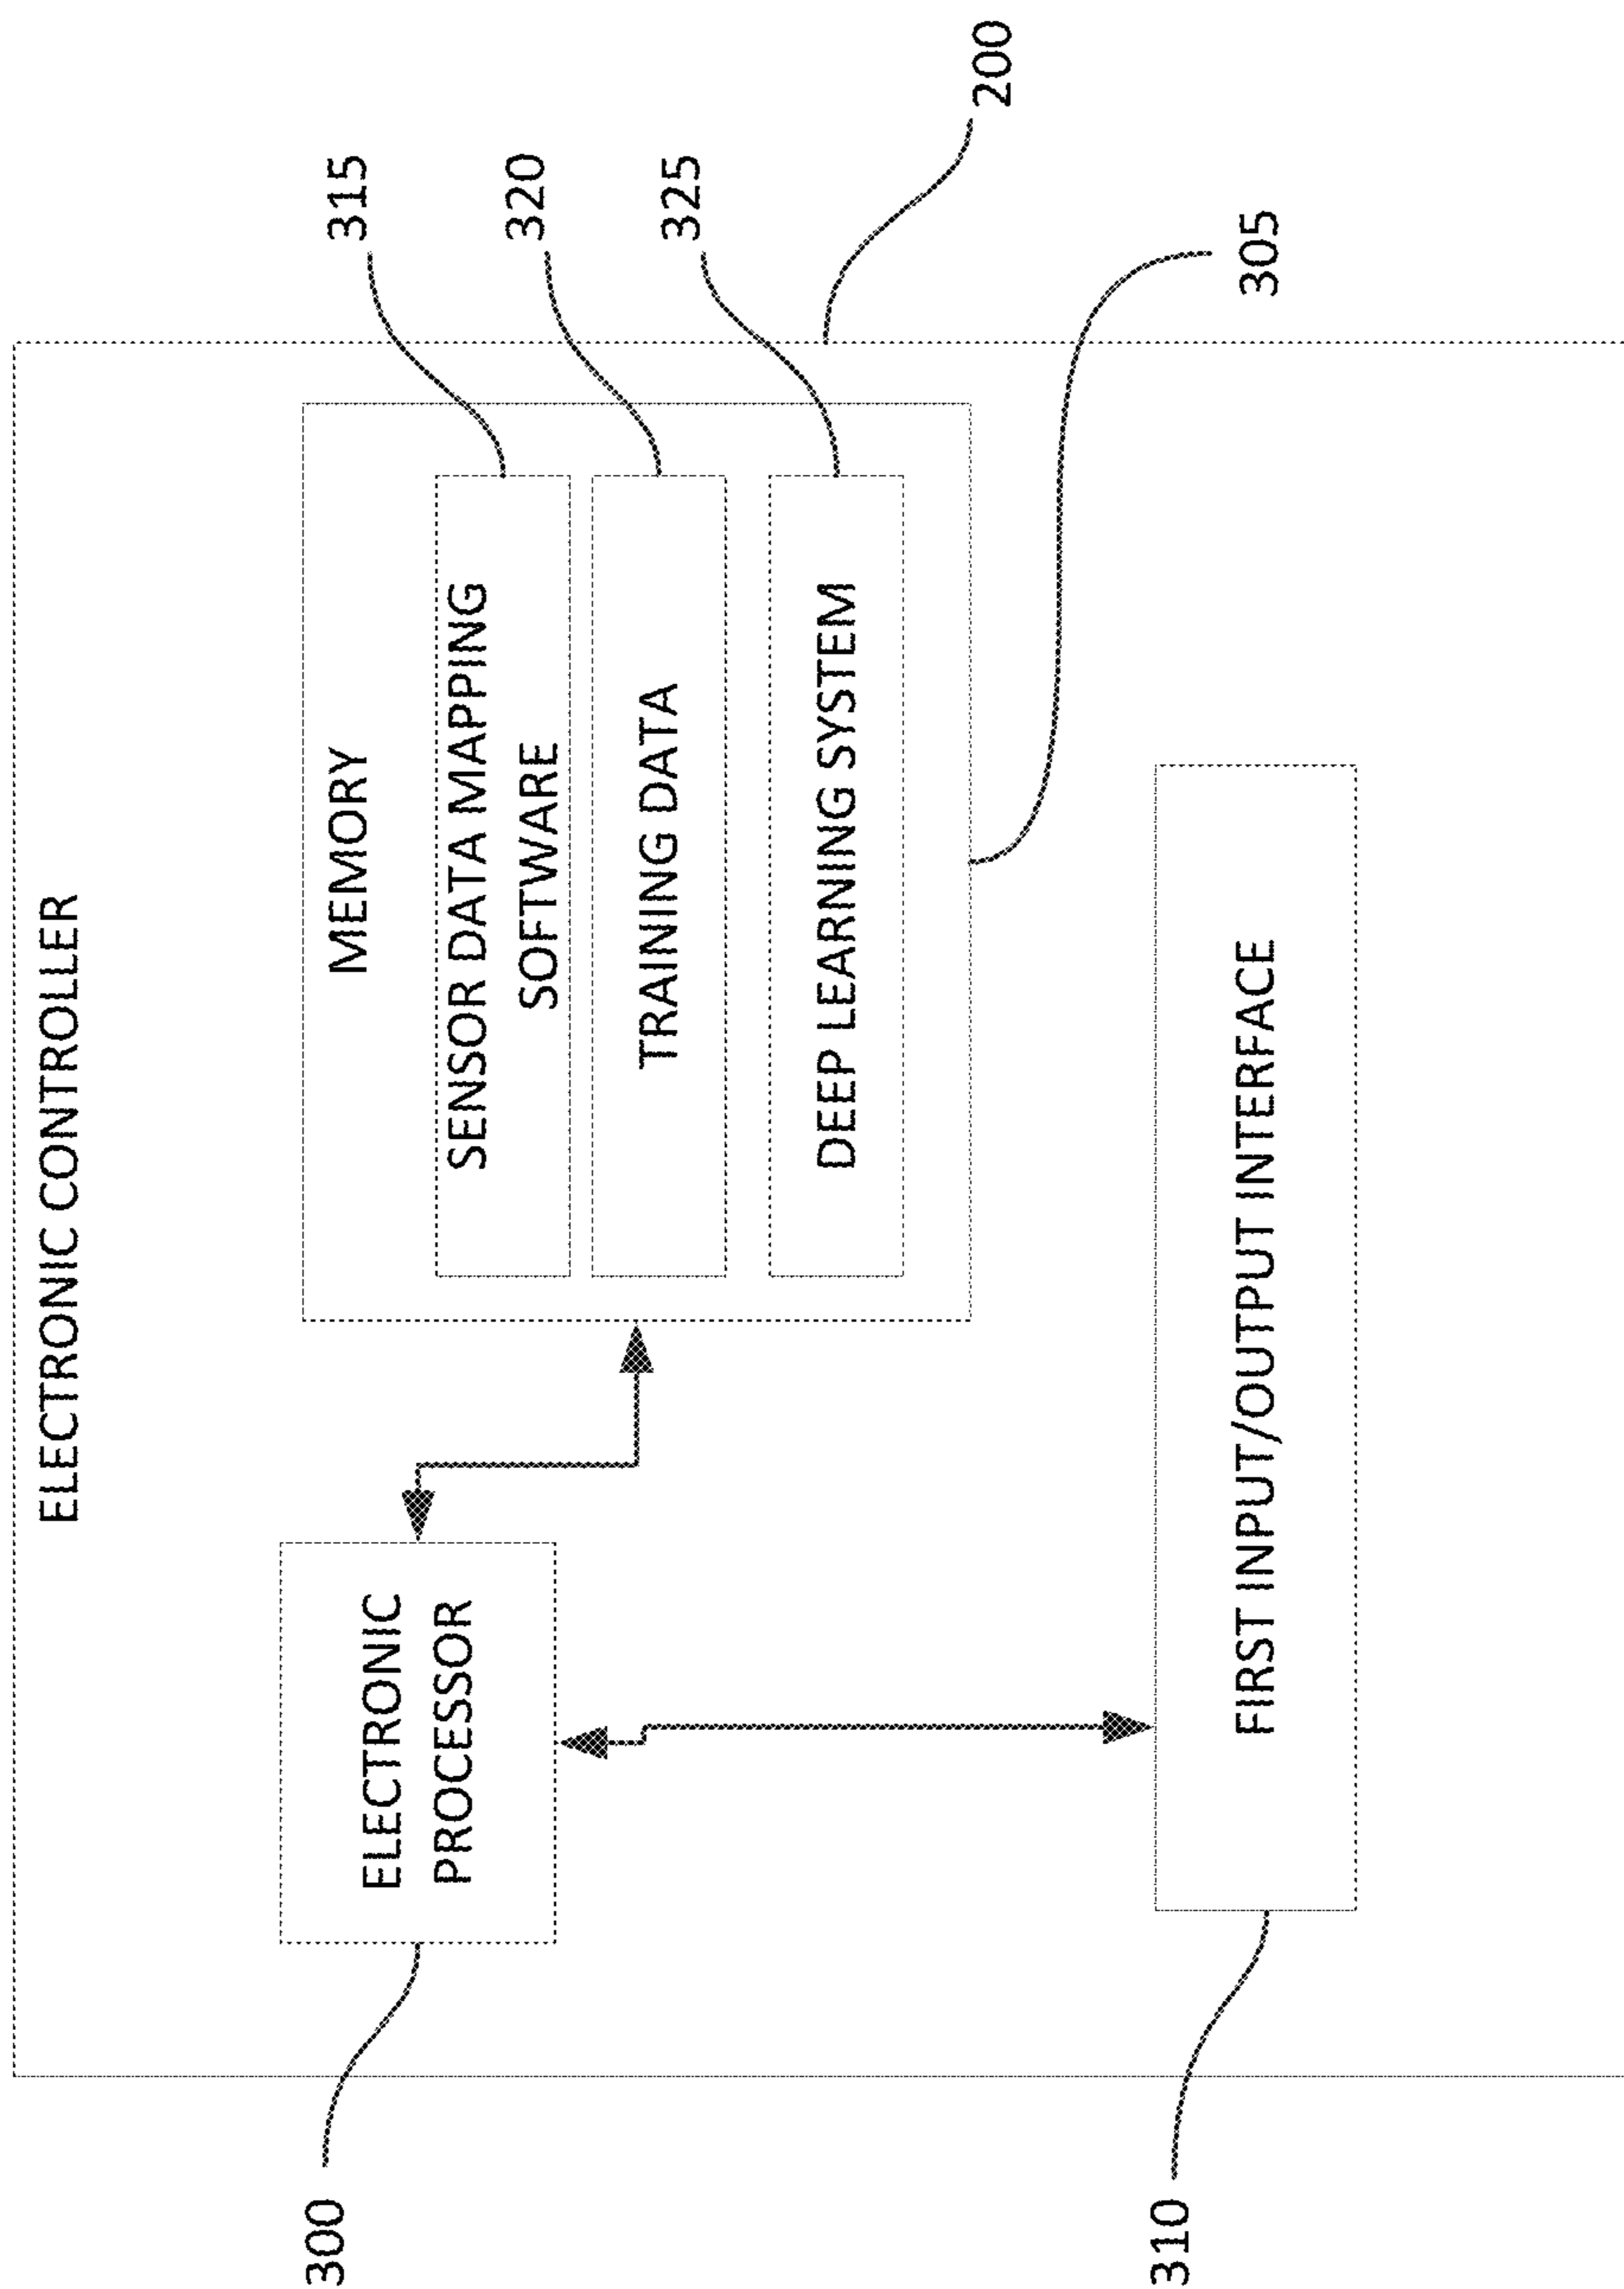 ELECTRONIC CONTROLLER
300
ELECTRONIC
PROCESSOR
MEMORY
SENSOR DATA MAPPING
SOFTWARE
TRAINING DATA
DEEP LEARNING SYSTEM
315
320
325
200
305
310
FIRST INPUT/OUTPUT INTERFACE